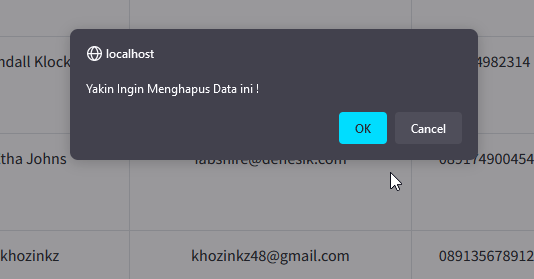 localhost
ndall Klock
4982314
Yakin Ingin Menghapus Data ini !
OK
Cancel
tha Johns
089174900454
khozinkz
khozinkz48@gmail.com
089135678912